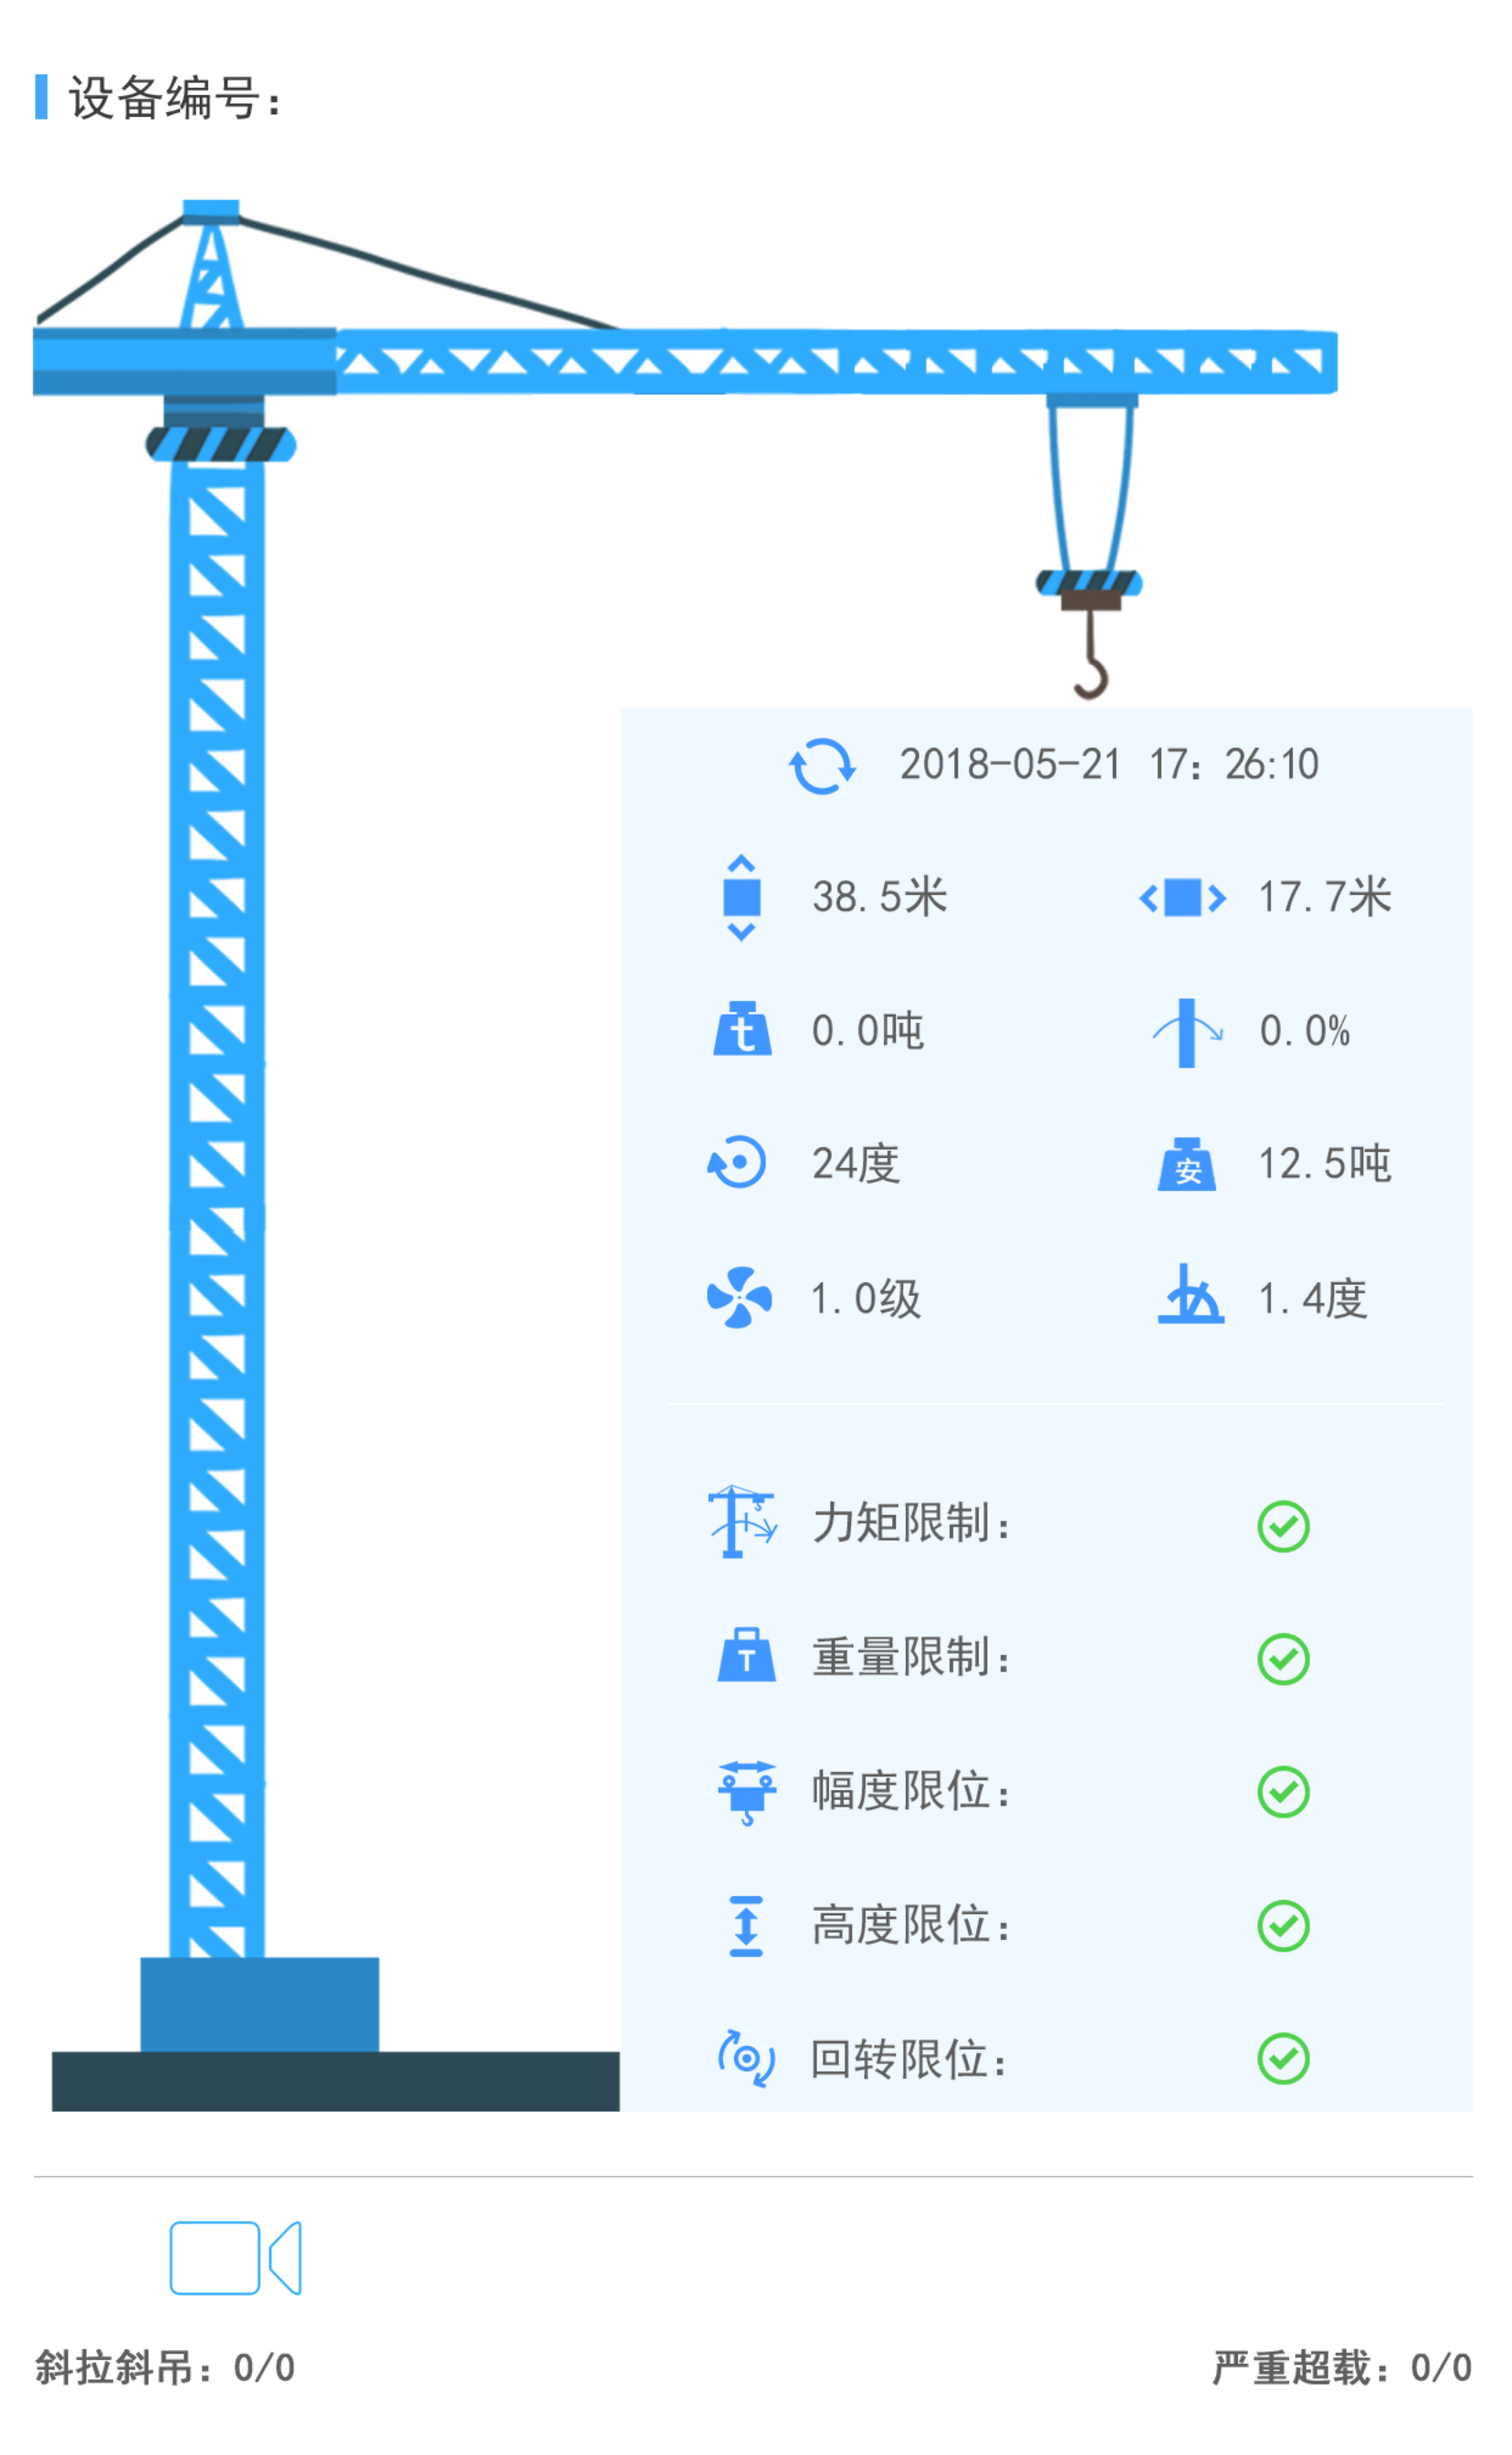 设备编号：
2018-05-21 17：26:10
38.5米 17.7米
t 0.0吨 0.0%
24度 安 12.5吨
1.0级 1.4度
力矩限制：
T 重量限制：
幅度限位：
高度限位：
回转限位：
斜拉斜吊：0/0 严重超载：0/0